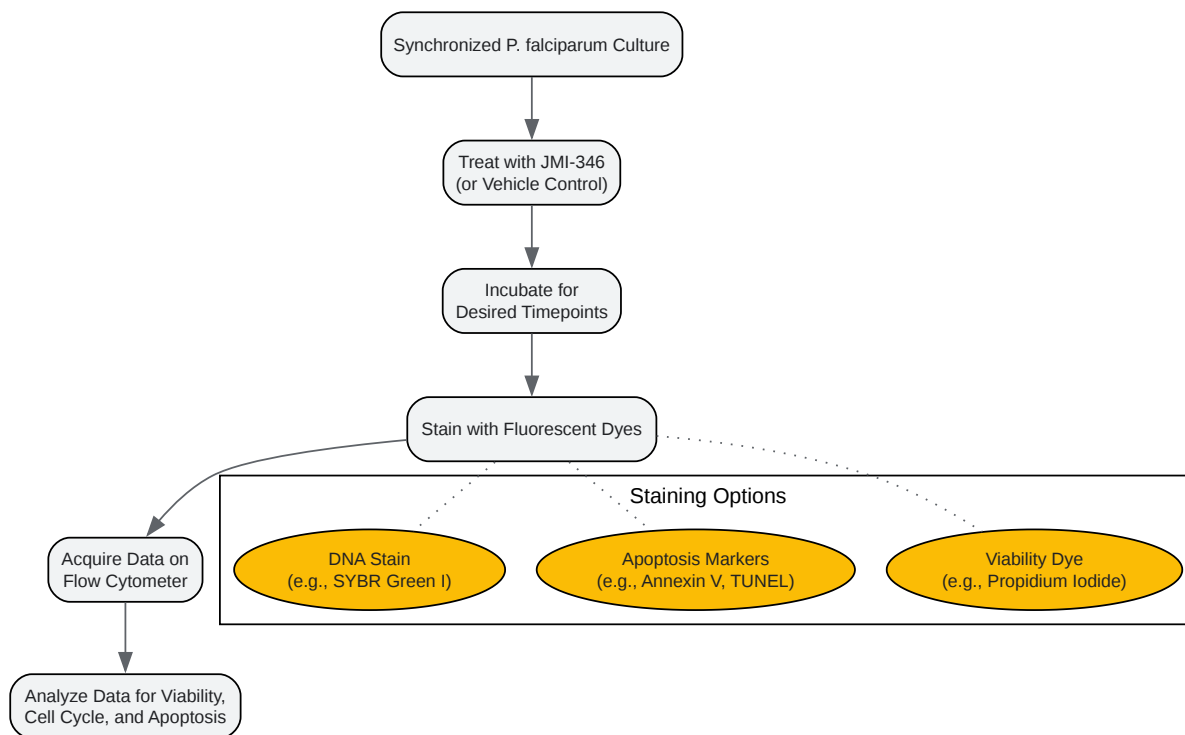 Synchronized P. falciparum Culture
Treat with JMI-346
(or Vehicle Control)
Incubate for
Desired Timepoints
Stain with Fluorescent Dyes
Staining Options
Acquire Data on
Flow Cytometer
DNA Stain
(e.g., SYBR Green I)
Apoptosis Markers
(e.g., Annexin V, TUNEL)
Viability Dye
(e.g., Propidium Iodide)
Analyze Data for Viability,
Cell Cycle, and Apoptosis